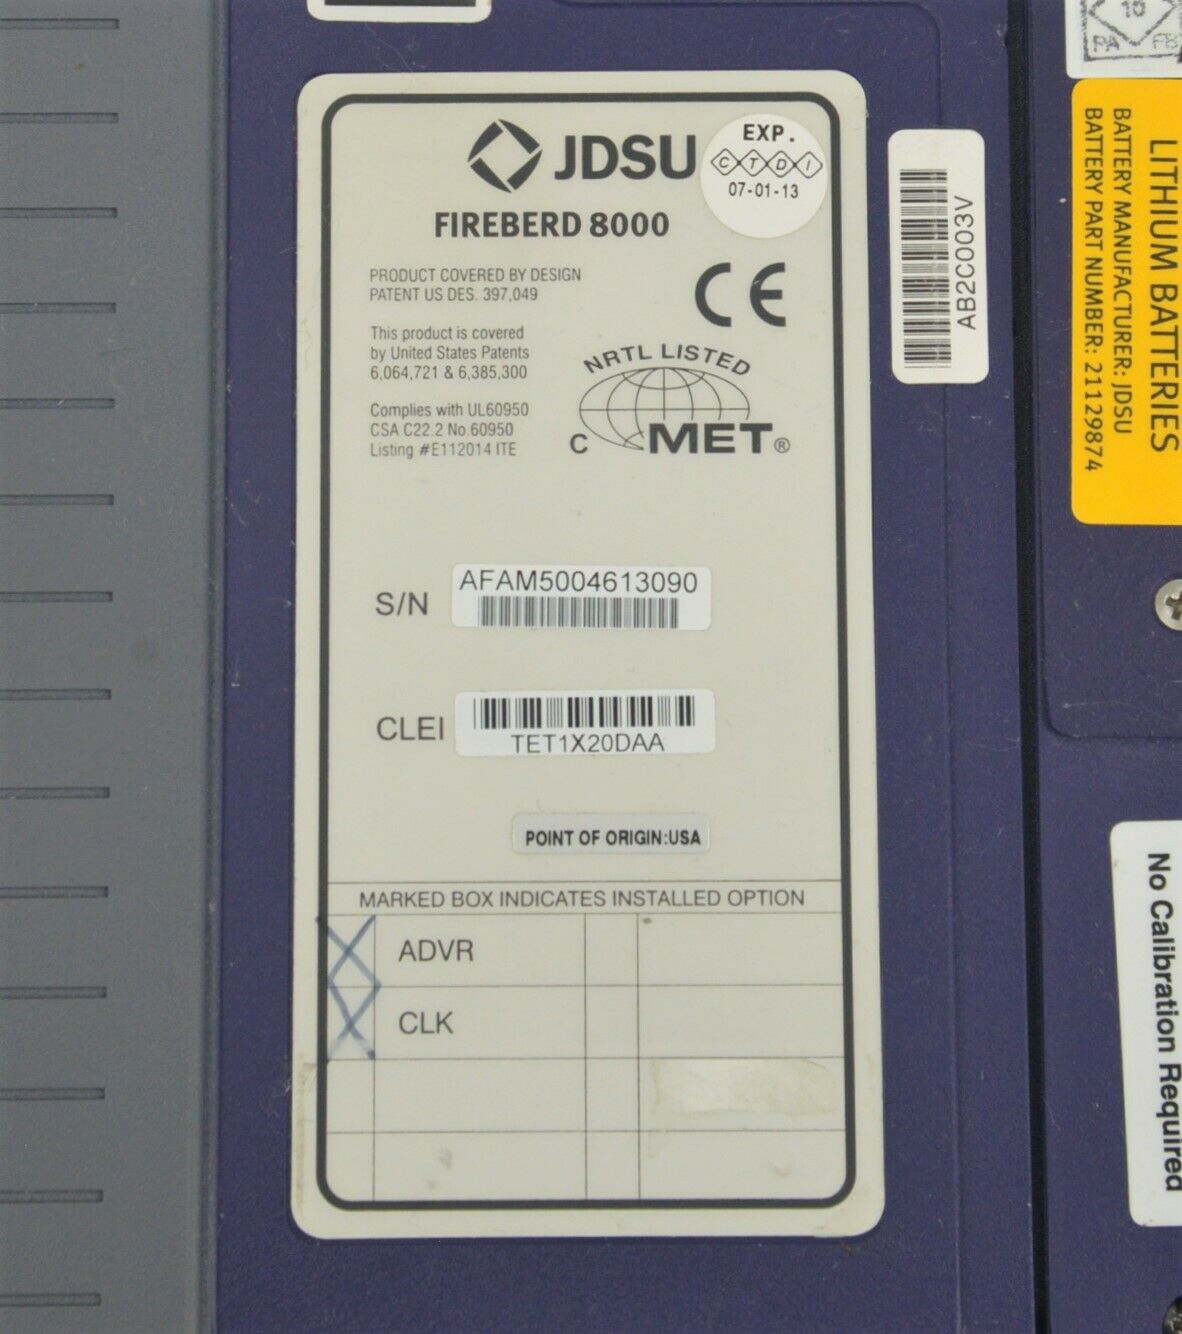 JDSU
EXP.
CTDI
07-01-13
FIREBERD 8000
PRODUCT COVERED BY DESIGN
PATENT US DES. 397,049
This product is covered
by United States Patents
6,064,721 & 6,385,300
Complies with UL60950
CSA C22.2 No.60950
Listing #E112014 ITE
CE
NRTL LISTED
C MET®
S/N
AFAM5004613090
CLEI
TET1X20DAA
POINT OF ORIGIN:USA
MARKED BOX INDICATES INSTALLED OPTION
ADVR
CLK
AB2C003V
10
LITHIUM BATTERIES
BATTERY MANUFACTURER: JDSU
BATTERY PART NUMBER: 21129874
No Calibration Required